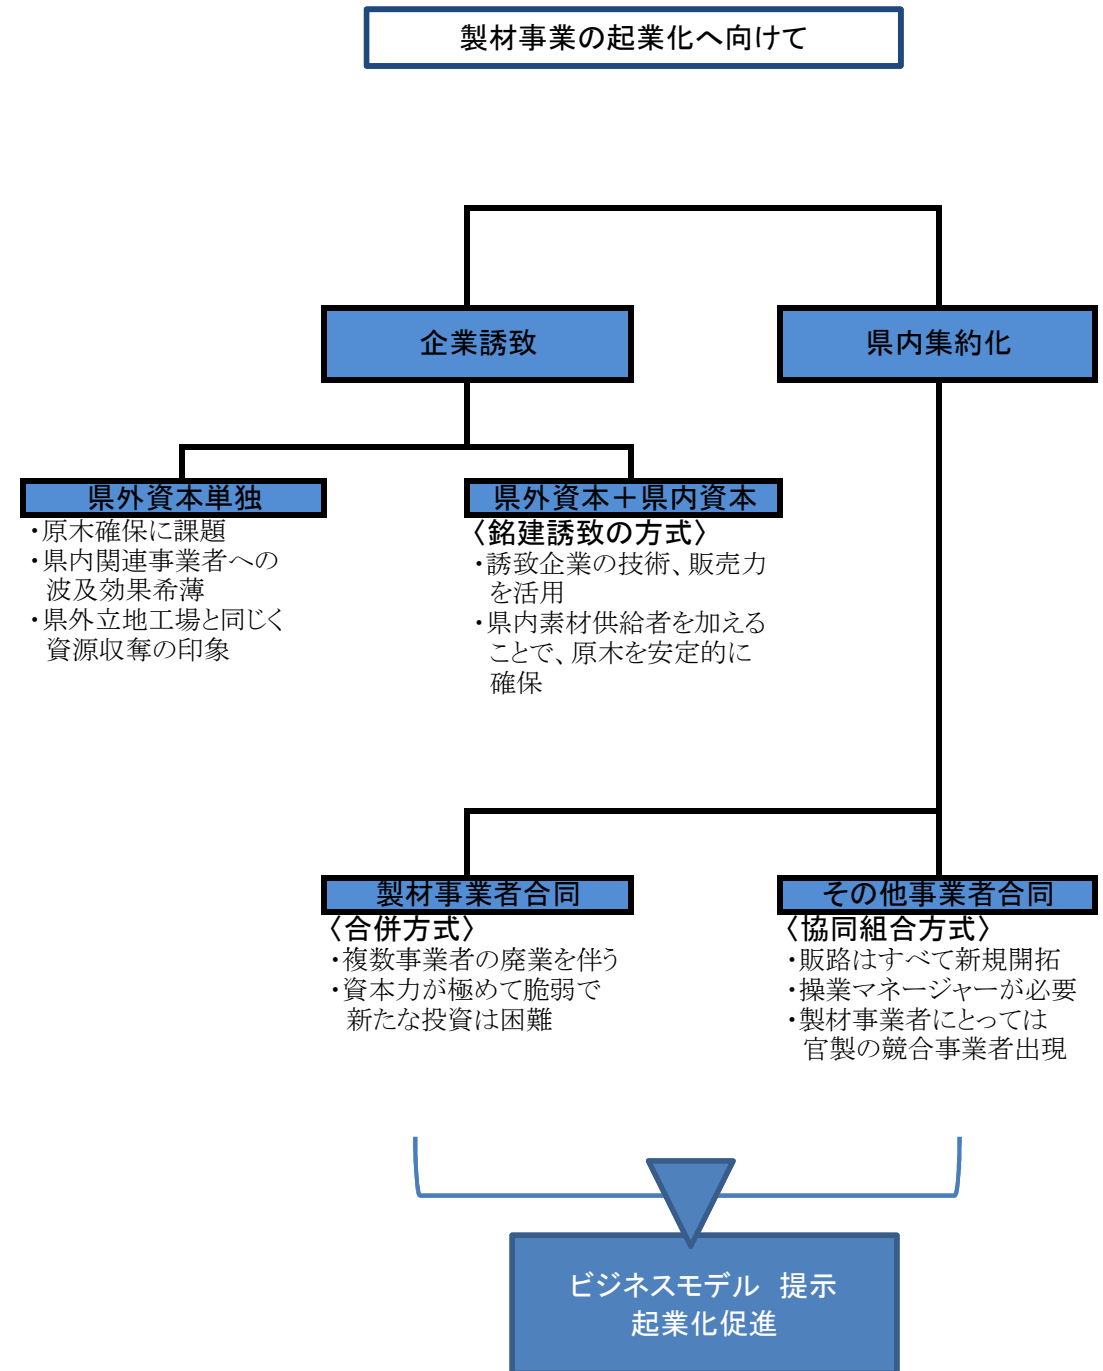 製材事業の起業化へ向けて
企業誘致
県内集約化
県外資本単独
・原木確保に課題
・県内関連事業者への
波及効果希薄
・県外立地工場と同じく
資源収奪の印象
県外資本＋県内資本
〈銘建誘致の方式〉
・誘致企業の技術、販売力
を活用
・県内素材供給者を加える
ことで、原木を安定的に
確保
製材事業者合同
〈合併方式〉
・複数事業者の廃業を伴う
・資本力が極めて脆弱で
新たな投資は困難
その他事業者合同
〈協同組合方式〉
・販路はすべて新規開拓
・操業マネージャーが必要
・製材事業者にとっては
官製の競合事業者出現
ビジネスモデル　提示
起業化促進